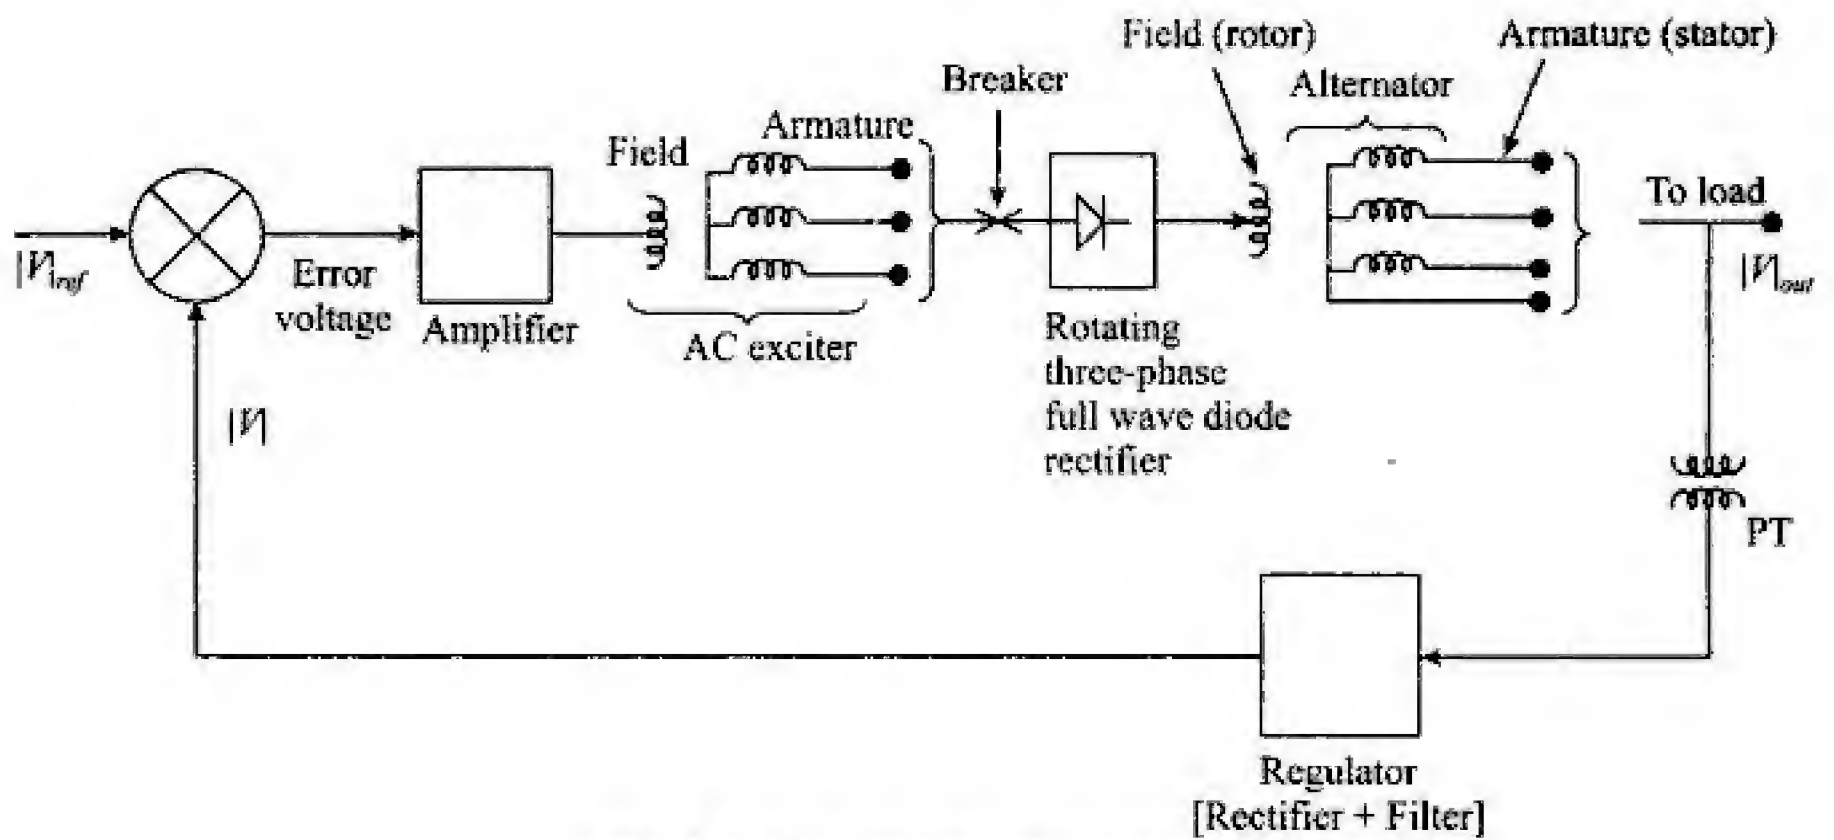 Field (rotor)
Armature (stator)
Breaker
Alternator
Armature
Field
To load
|V|ref
Error
voltage
Amplifier
AC exciter
Rotating
three-phase
full wave diode
rectifier
|V|out
|V|
PT
Regulator
[Rectifier + Filter]